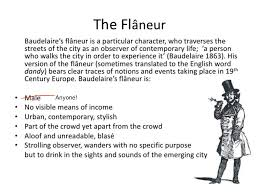 The Flâneur
Baudelaire's flâneur is a particular character, who traverses the
streets of the city as an observer of contemporary life; 'a person
who walks the city in order to experience it' (Baudelaire 1863). His
version of the flâneur (sometimes translated to the English word
dandy) bears clear traces of notions and events taking place in 19th
Century Europe. Baudelaire's flâneur is:
• Male Anyone!
• No visible means of income
• Urban, contemporary, stylish
• Part of the crowd yet apart from the crowd
• Aloof and unreadable, blasé
• Strolling observer, wanders with no specific purpose
but to drink in the sights and sounds of the emerging city